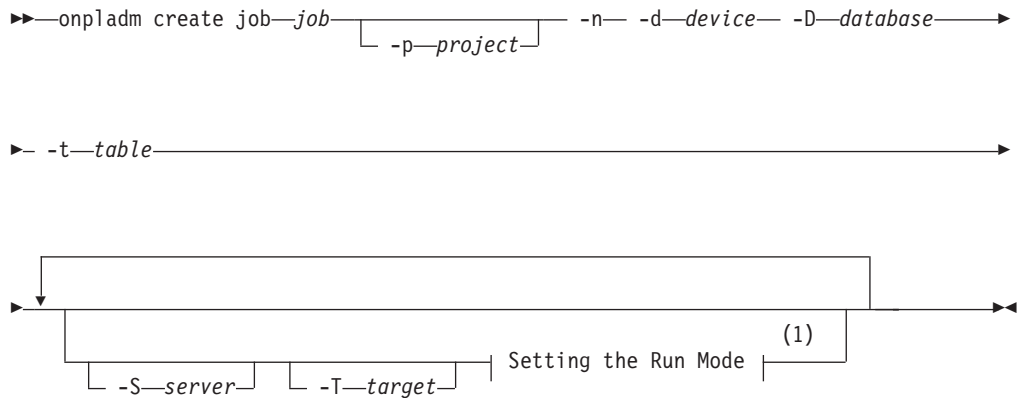 onpladm create job job -n -d device -D database
-p project
-t table
(1)
Setting the Run Mode
-S server -T target